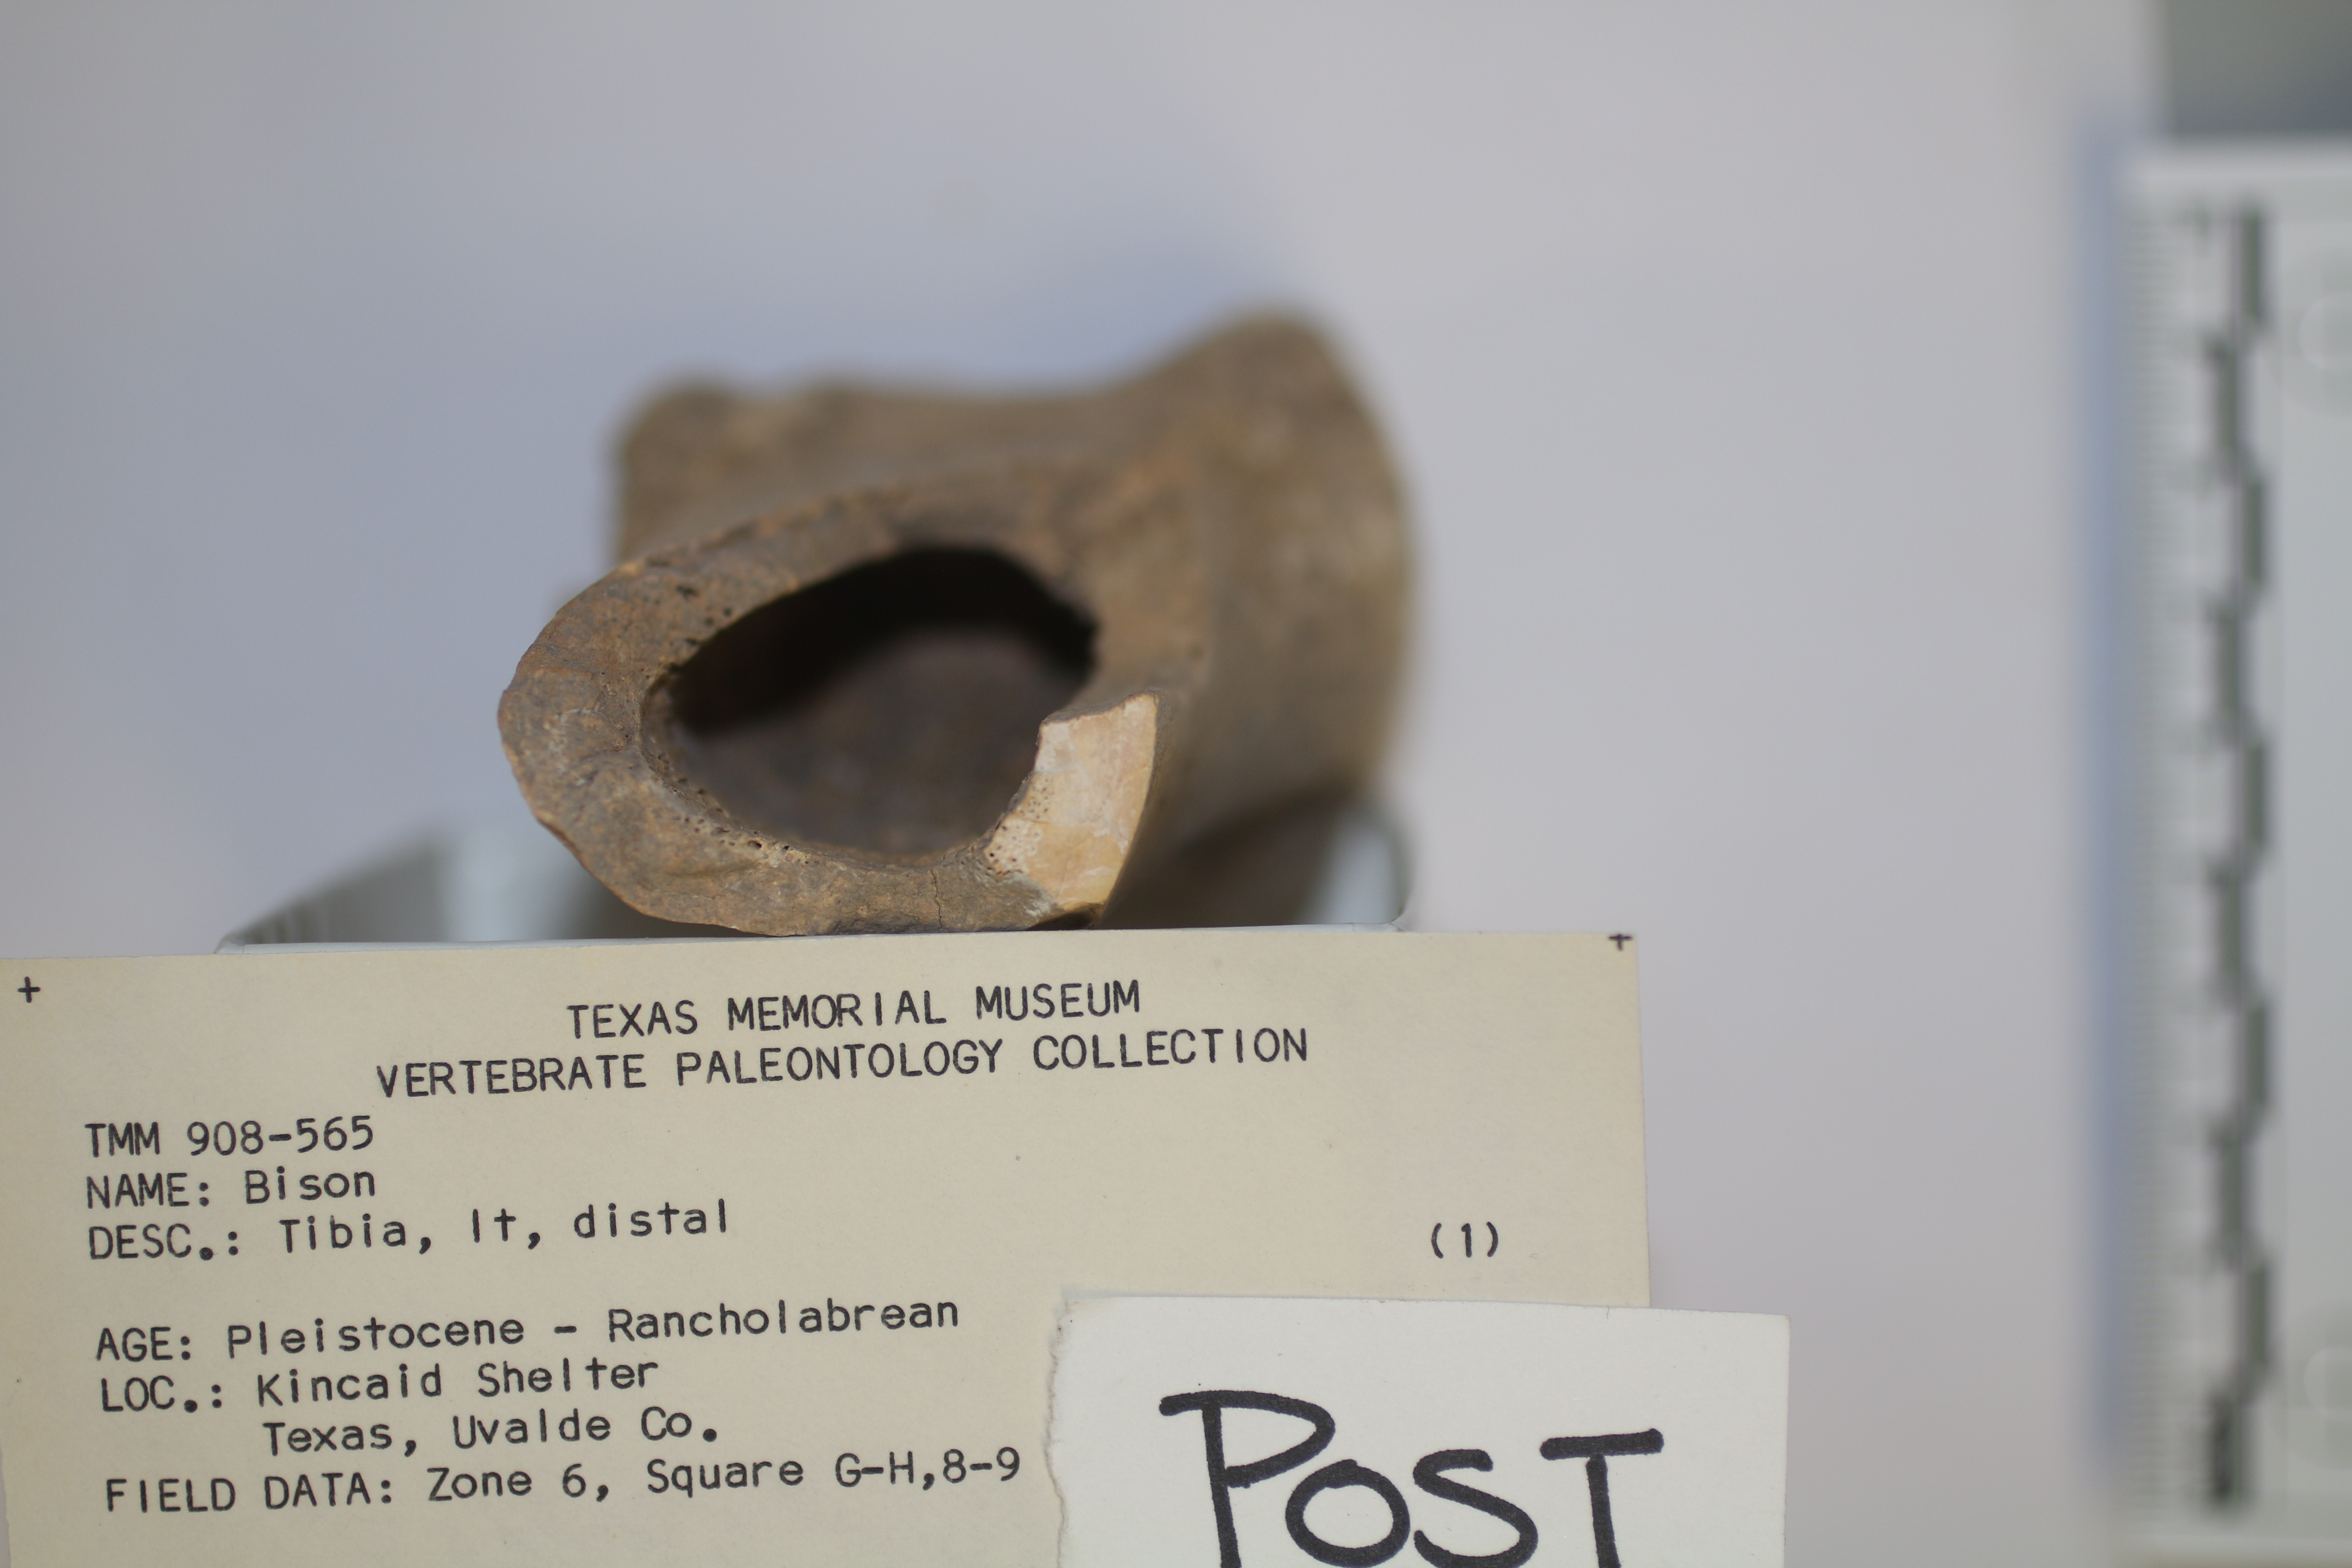 + +
TEXAS MEMORIAL MUSEUM
VERTEBRATE PALEONTOLOGY COLLECTION
TMM 908-565
NAME: Bison
DESC.: Tibia, lt, distal (1)
AGE: Pleistocene - Rancholabrean
LOC.: Kincaid Shelter
Texas, Uvalde Co.
FIELD DATA: Zone 6, Square G-H,8-9
POST